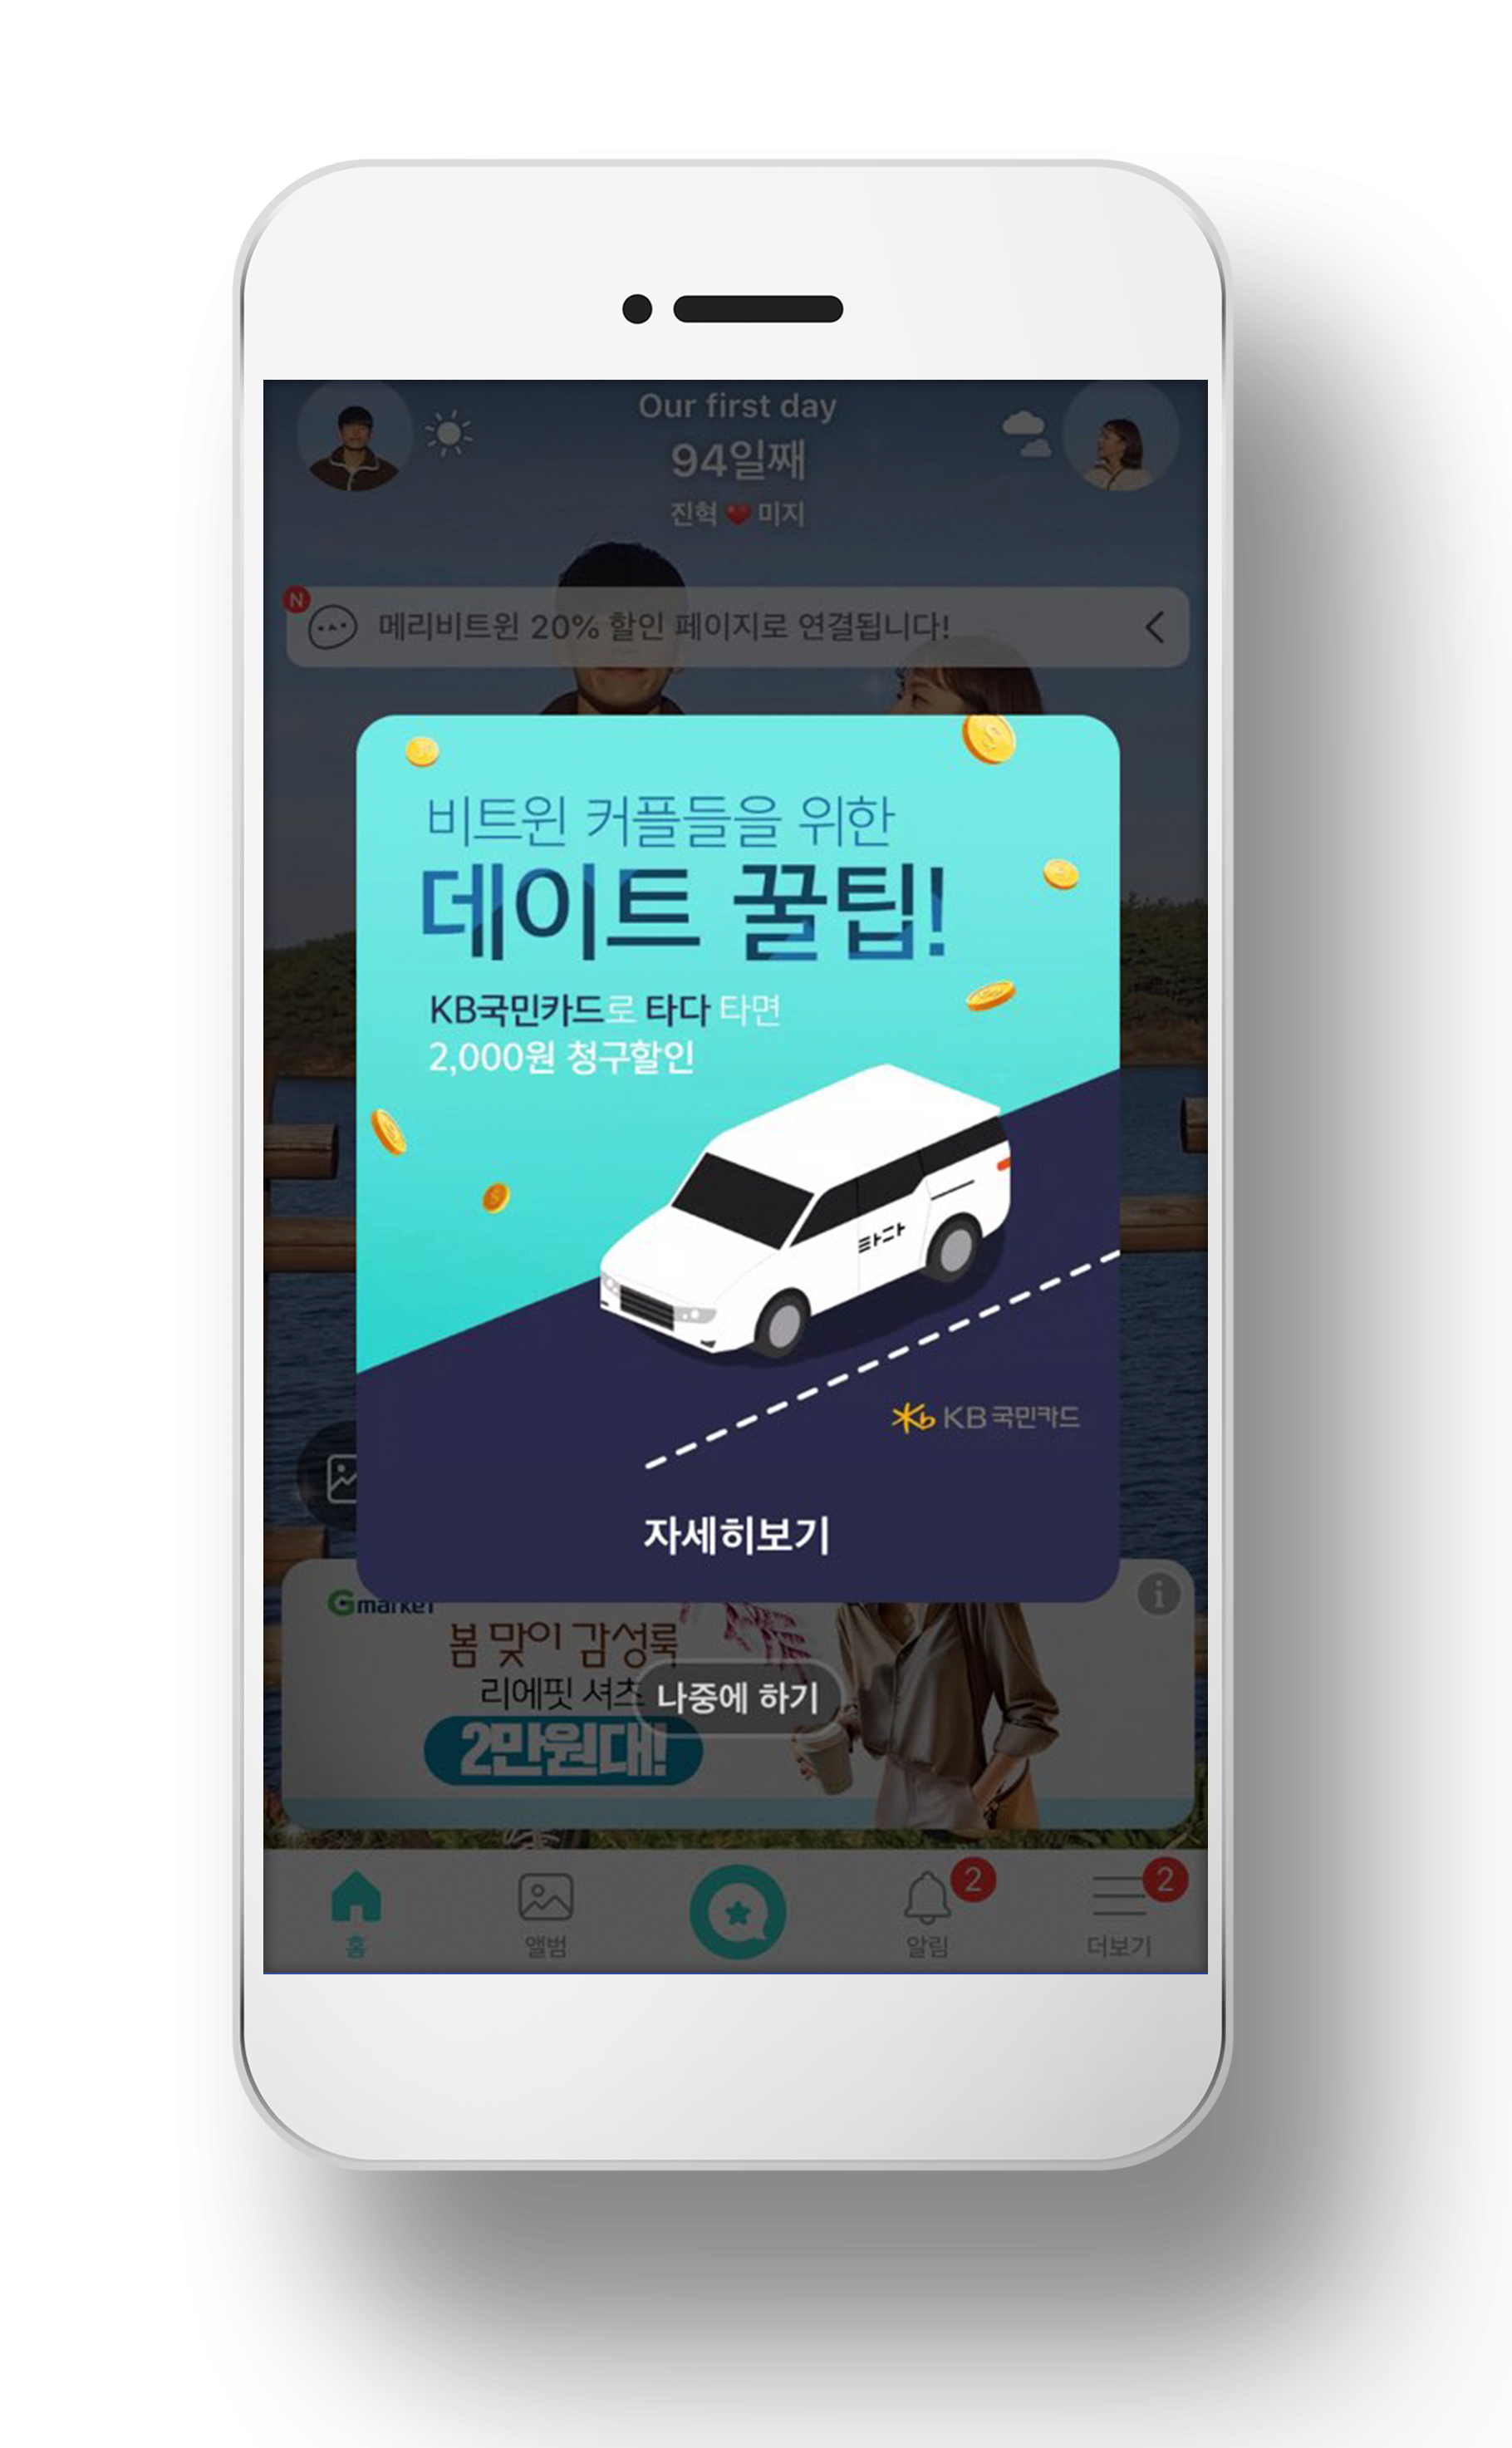 Our first day
94일째
진혁 ❤️ 미지
N
메리비트윈 20% 할인 페이지로 연결됩니다!
비트윈 커플들을 위한
데이트 꿀팁!
KB국민카드로 타다 타면
2,000원 청구할인
타다
Kb KB국민카드
자세히보기
Gmarket
봄 맞이 감성룩
리에핏 셔츠
나중에 하기
2만원대!
2
2
홈
앨범
알림
더보기